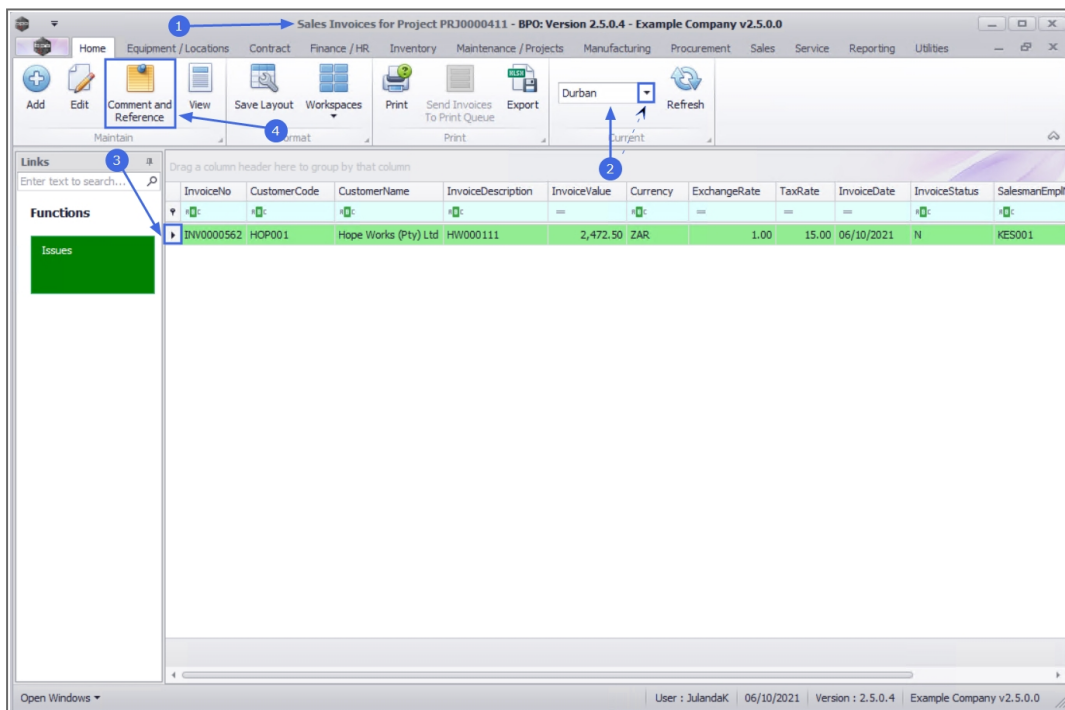 1
Sales Invoices for Project PRJ0000411 - BPO: Version 2.5.0.4 - Example Company v2.5.0.0
Home Equipment / Locations Contract Finance / HR Inventory Maintenance / Projects Manufacturing Procurement Sales Service Reporting Utilities
Add Edit Comment and Reference View Save Layout Workspaces Print Send Invoices To Print Queue Export Durban Refresh
Maintain Format Print Current
4
2
Links 3
Drag a column header here to group by that column
Enter text to search...
InvoiceNo CustomerCode CustomerName InvoiceDescription InvoiceValue Currency ExchangeRate TaxRate InvoiceDate InvoiceStatus SalesmanEmpl
Functions
INV0000562 HOP001 Hope Works (Pty) Ltd HW000111 2,472.50 ZAR 1.00 15.00 06/10/2021 N KES001
Issues
Open Windows User : JulandaK 06/10/2021 Version : 2.5.0.4 Example Company v2.5.0.0